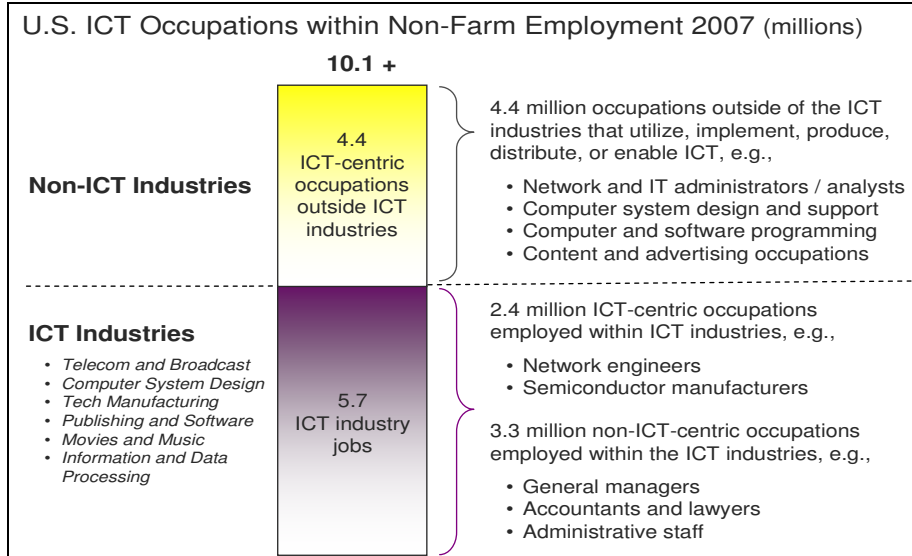 U.S. ICT Occupations within Non-Farm Employment 2007 (millions)
10.1 +
Non-ICT Industries
4.4
ICT-centric
occupations
outside ICT
industries
4.4 million occupations outside of the ICT
industries that utilize, implement, produce,
distribute, or enable ICT, e.g.,
• Network and IT administrators / analysts
• Computer system design and support
• Computer and software programming
• Content and advertising occupations
ICT Industries
• Telecom and Broadcast
• Computer System Design
• Tech Manufacturing
• Publishing and Software
• Movies and Music
• Information and Data
Processing
5.7
ICT industry
jobs
2.4 million ICT-centric occupations
employed within ICT industries, e.g.,
• Network engineers
• Semiconductor manufacturers
3.3 million non-ICT-centric occupations
employed within the ICT industries, e.g.,
• General managers
• Accountants and lawyers
• Administrative staff